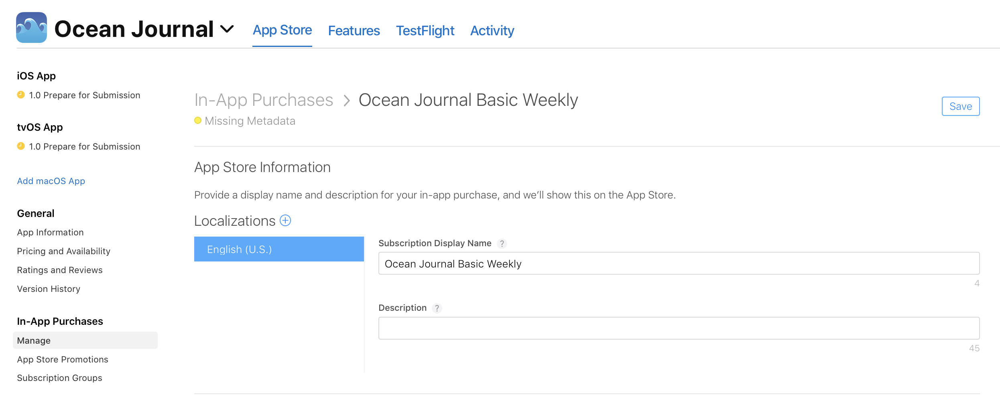 Ocean Journal
App Store Features TestFlight Activity
iOS App
1.0 Prepare for Submission
tvOS App
1.0 Prepare for Submission
Add macOS App
General
App Information
Pricing and Availability
Ratings and Reviews
Version History
In-App Purchases
Manage
App Store Promotions
Subscription Groups
In-App Purchases > Ocean Journal Basic Weekly
Missing Metadata
Save
App Store Information
Provide a display name and description for your in-app purchase, and we’ll show this on the App Store.
Localizations
English (U.S.)
Subscription Display Name ?
Ocean Journal Basic Weekly
4
Description ?
45